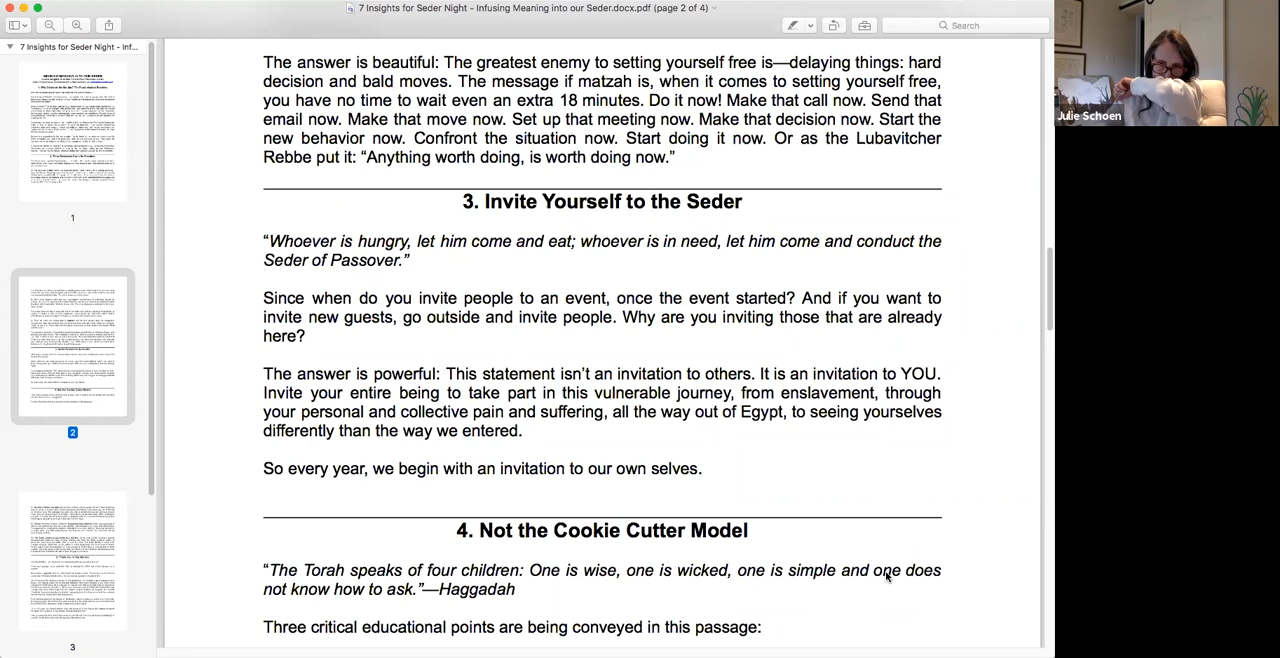 7 Insights for Seder Night - Infusing Meaning into our Seder.docx.pdf (page 2 of 4)
Search
7 Insights for Seder Night - Inf...
1
2
3
The answer is beautiful: The greatest enemy to setting yourself free is—delaying things: hard
decision and bald moves. The message if matzah is, when it comes to setting yourself free,
you have no time to wait even an extra 18 minutes. Do it now! Make that call now. Send that
email now. Make that move now. Set up that meeting now. Make that decision now. Start the
new behavior now. Confront the situation now. Start doing it now. Or as the Lubavitcher
Rebbe put it: “Anything worth doing, is worth doing now.”
3. Invite Yourself to the Seder
“Whoever is hungry, let him come and eat; whoever is in need, let him come and conduct the
Seder of Passover.”
Since when do you invite people to an event, once the event started? And if you want to
invite new guests, go outside and invite people. Why are you inviting those that are already
here?
The answer is powerful: This statement isn’t an invitation to others. It is an invitation to YOU.
Invite your entire being to take part in this vulnerable journey, from enslavement, through
your personal and collective pain and suffering, all the way out of Egypt, to seeing yourselves
differently than the way we entered.
So every year, we begin with an invitation to our own selves.
4. Not the Cookie Cutter Model
“The Torah speaks of four children: One is wise, one is wicked, one is simple and one does
not know how to ask.”—Haggadah
Three critical educational points are being conveyed in this passage:
Julie Schoen